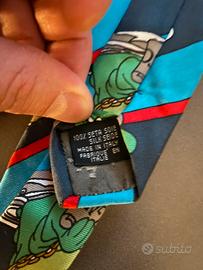 100% SETA SOIE
SILK SEIDE
MADE IN ITALY
FABRIQUE EN
ITALIE
subito